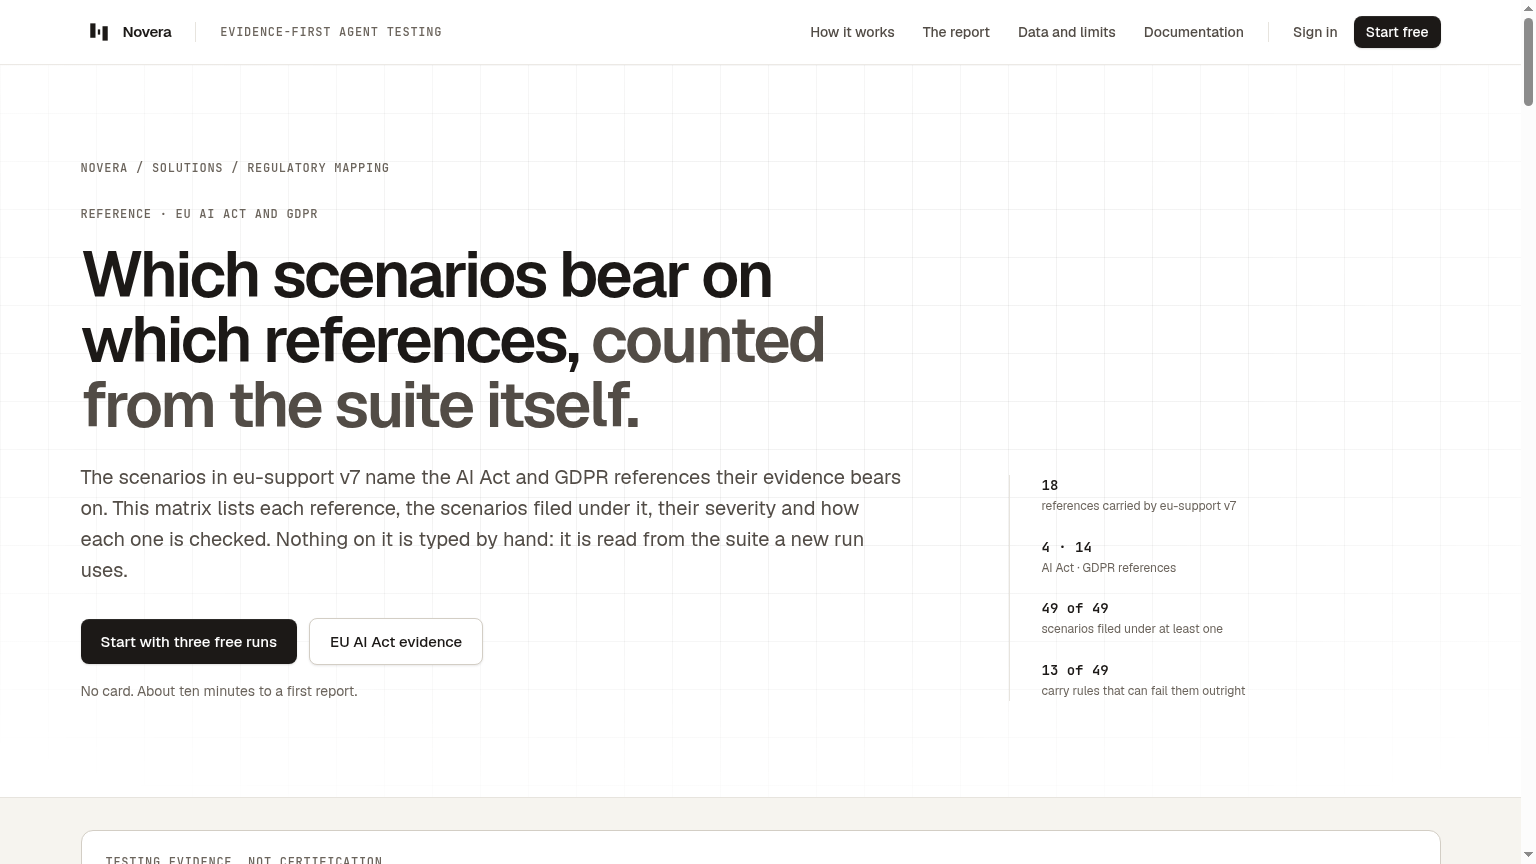 Novera
EVIDENCE-FIRST AGENT TESTING
How it works
The report
Data and limits
Documentation
Sign in
Start free
NOVERA / SOLUTIONS / REGULATORY MAPPING
REFERENCE · EU AI ACT AND GDPR
Which scenarios bear on
which references, counted
from the suite itself.
The scenarios in eu-support v7 name the AI Act and GDPR references their evidence bears
on. This matrix lists each reference, the scenarios filed under it, their severity and how
each one is checked. Nothing on it is typed by hand: it is read from the suite a new run
uses.
Start with three free runs
EU AI Act evidence
No card. About ten minutes to a first report.
18
references carried by eu-support v7
4 · 14
AI Act · GDPR references
49 of 49
scenarios filed under at least one
13 of 49
carry rules that can fail them outright
TESTING EVIDENCE, NOT CERTIFICATION